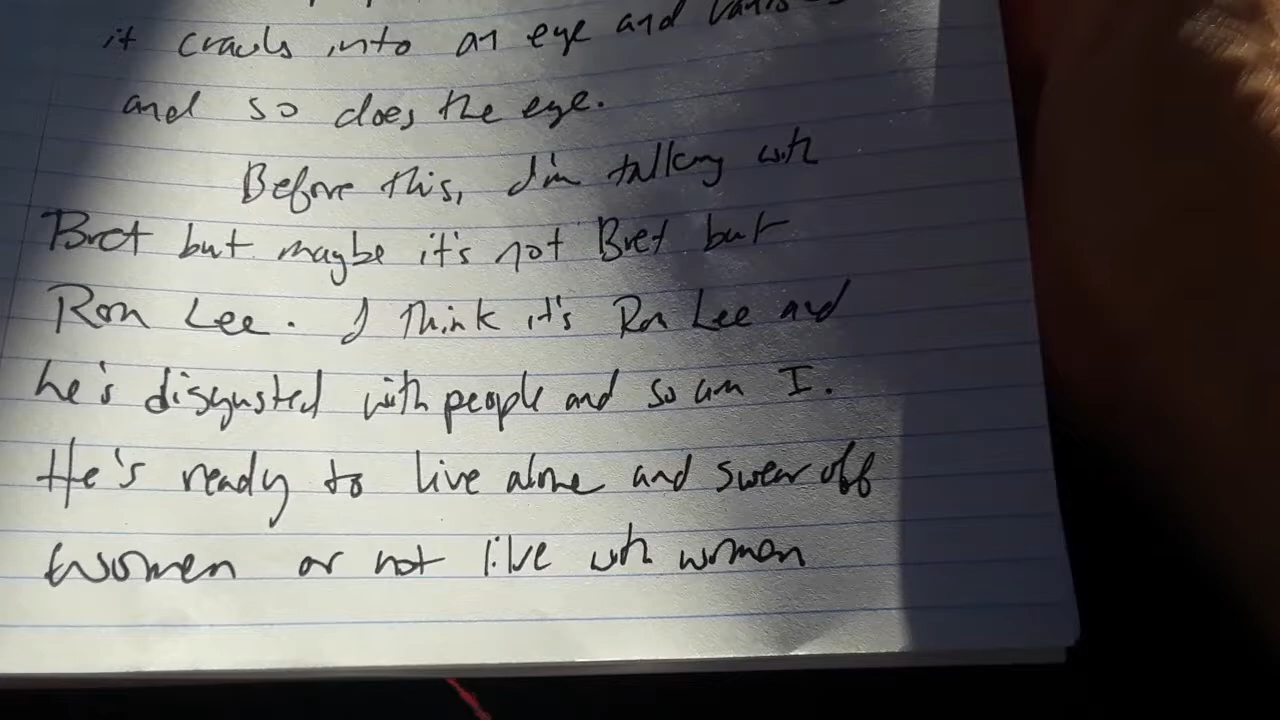 it crawls into an eye and
and so does the eye.
Before this, I'm talking with
Bret but maybe it's not Bret but
Ron Lee. I think it's Ron Lee and
he's disgusted with people and so am I.
He's ready to live alone and swear off
women or not live with women